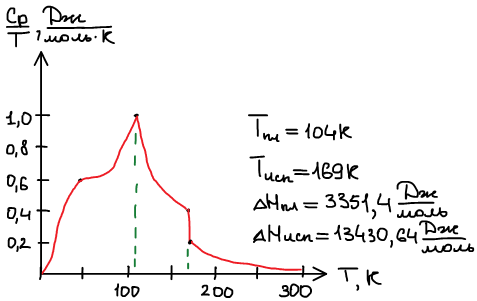 Cp/T, Дж/моль·К
1,0
0,8
0,6
0,4
0,2
100
200
300
T, К
Tпл = 104К
Tисп = 169К
ΔHпл = 3351,4 Дж/моль
ΔHисп = 13430,64 Дж/моль